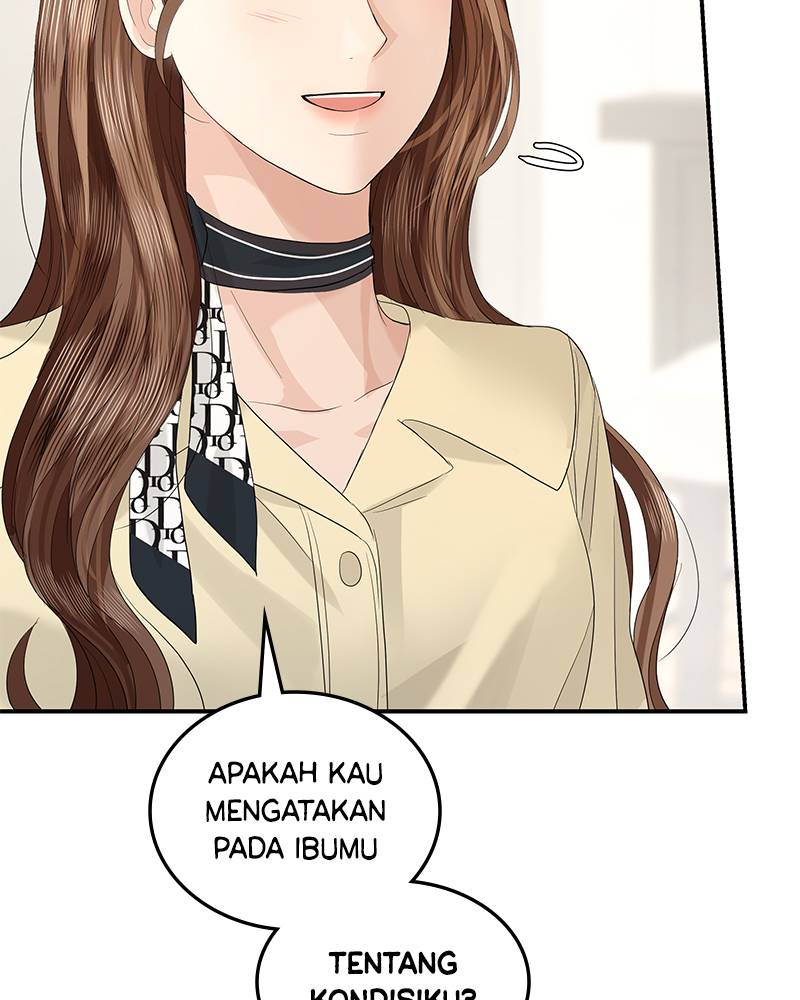 APAKAH KAU
MENGATAKAN
PADA IBUMU
TENTANG
KONDISIKU?